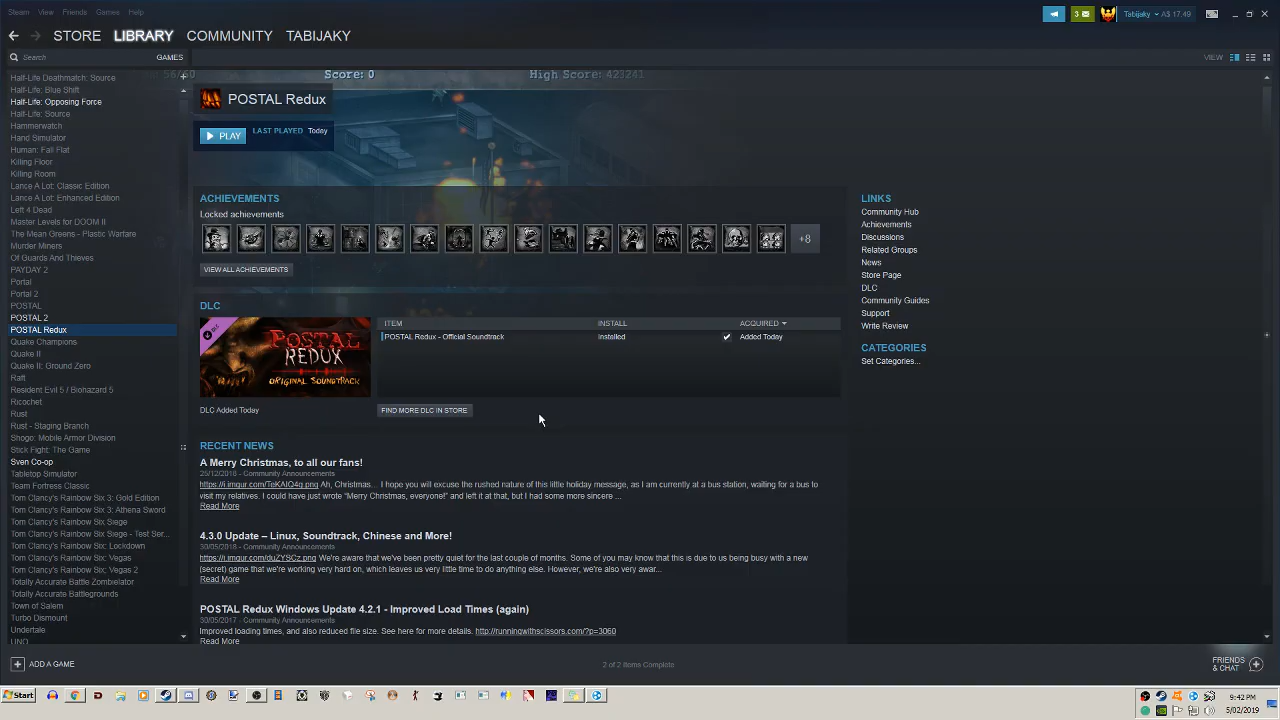 Steam View Friends Games Help
3 Tabijaky A$ 17.49
STORE LIBRARY COMMUNITY TABIJAKY
Search GAMES VIEW
: 56/60 Score: 0 High Score: 423241
Half-Life Deathmatch: Source
Half-Life: Blue Shift
Half-Life: Opposing Force
Half-Life: Source
Hammerwatch
Hand Simulator
Human: Fall Flat
Killing Floor
Killing Room
Lance A Lot: Classic Edition
Lance A Lot: Enhanced Edition
Left 4 Dead
Master Levels for DOOM II
The Mean Greens - Plastic Warfare
Murder Miners
Of Guards And Thieves
PAYDAY 2
Portal
Portal 2
POSTAL
POSTAL 2
POSTAL Redux
Quake Champions
Quake II
Quake II: Ground Zero
Raft
Resident Evil 5 / Biohazard 5
Ricochet
Rust
Rust - Staging Branch
Shogo: Mobile Armor Division
Stick Fight: The Game
Sven Co-op
Tabletop Simulator
Team Fortress Classic
Tom Clancy's Rainbow Six 3: Gold Edition
Tom Clancy's Rainbow Six 3: Athena Sword
Tom Clancy's Rainbow Six Siege
Tom Clancy's Rainbow Six Siege - Test Ser...
Tom Clancy's Rainbow Six: Lockdown
Tom Clancy's Rainbow Six: Vegas
Tom Clancy's Rainbow Six: Vegas 2
Totally Accurate Battle Zombielator
Totally Accurate Battlegrounds
Town of Salem
Turbo Dismount
Undertale
UNO
POSTAL Redux
PLAY LAST PLAYED Today
ACHIEVEMENTS
Locked achievements
+8
VIEW ALL ACHIEVEMENTS
DLC
POSTAL
REDUX
ORIGINAL SOUNDTRACK
DLC Added Today
ITEM INSTALL ACQUIRED
POSTAL Redux - Official Soundtrack Installed Added Today
FIND MORE DLC IN STORE
RECENT NEWS
A Merry Christmas, to all our fans!
25/12/2018 - Community Announcements
https://i.imgur.com/TeKAIQ4q.png Ah, Christmas… I hope you will excuse the rushed nature of this little holiday message, as I am currently at a bus station, waiting for a bus to
visit my relatives. I could have just wrote "Merry Christmas, everyone!" and left it at that, but I had some more sincere ...
Read More
4.3.0 Update – Linux, Soundtrack, Chinese and More!
30/05/2018 - Community Announcements
https://i.imgur.com/duZYSCz.png We're aware that we've been pretty quiet for the last couple of months. Some of you may know that this is due to us being busy with a new
(secret) game that we're working very hard on, which leaves us very little time to do anything else. However, we're also very awar...
Read More
POSTAL Redux Windows Update 4.2.1 - Improved Load Times (again)
30/05/2017 - Community Announcements
Improved loading times, and also reduced file size. See here for more details. http://runningwithscissors.com/?p=3060
Read More
LINKS
Community Hub
Achievements
Discussions
Related Groups
News
Store Page
DLC
Community Guides
Support
Write Review
CATEGORIES
Set Categories...
ADD A GAME
2 of 2 Items Complete
FRIENDS
& CHAT
Start
9:42 PM
5/02/2019